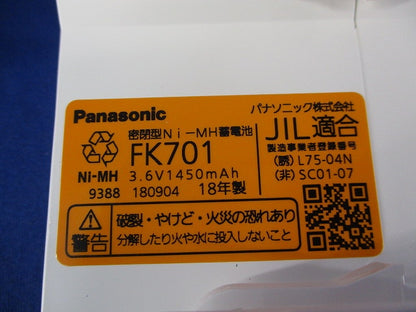 Panasonic
パナソニック株式会社
密閉型Ni-MH蓄電池
FK701
JIL適合
製造事業者登録番号
NI-MH
3.6V1450mAh
(誘) L75-04N
9388 180904 18年製
(非) SC01-07
警告
破裂・やけど・火災の恐れあり
分解したり火や水に投入しないこと